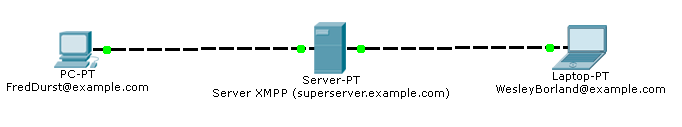 PC-PT
FredDurst@example.com
Server-PT
Server XMPP (superserver.example.com)
Laptop-PT
WesleyBorland@example.com